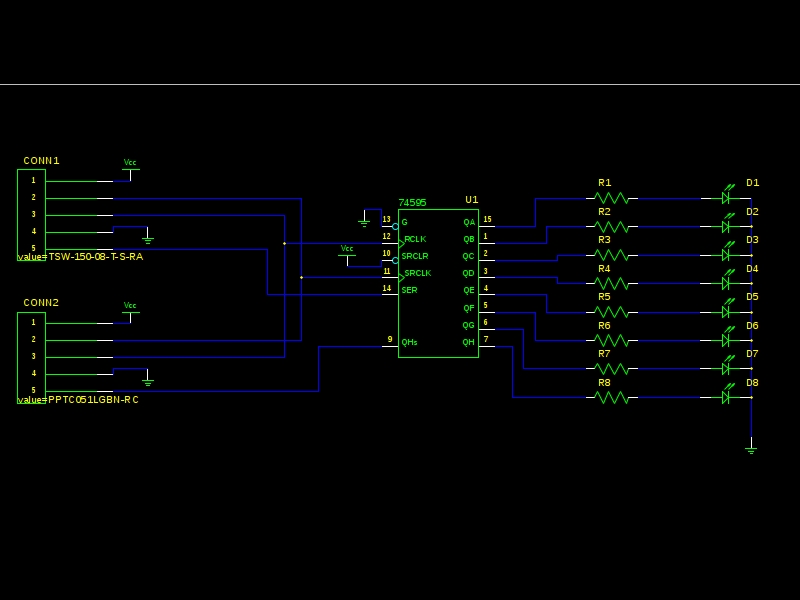 CONN1
Vcc
1
2
3
4
5
value=TSW-150-08-T-S-RA
CONN2
Vcc
1
2
3
4
5
value=PPTC051LGBN-RC
74595 U1
13 G QA 15
12 RCLK QB 1
Vcc
10 SRCLR QC 2
11 SRCLK QD 3
14 SER QE 4
QF 5
QG 6
9 QHs QH 7
R1 D1
R2 D2
R3 D3
R4 D4
R5 D5
R6 D6
R7 D7
R8 D8